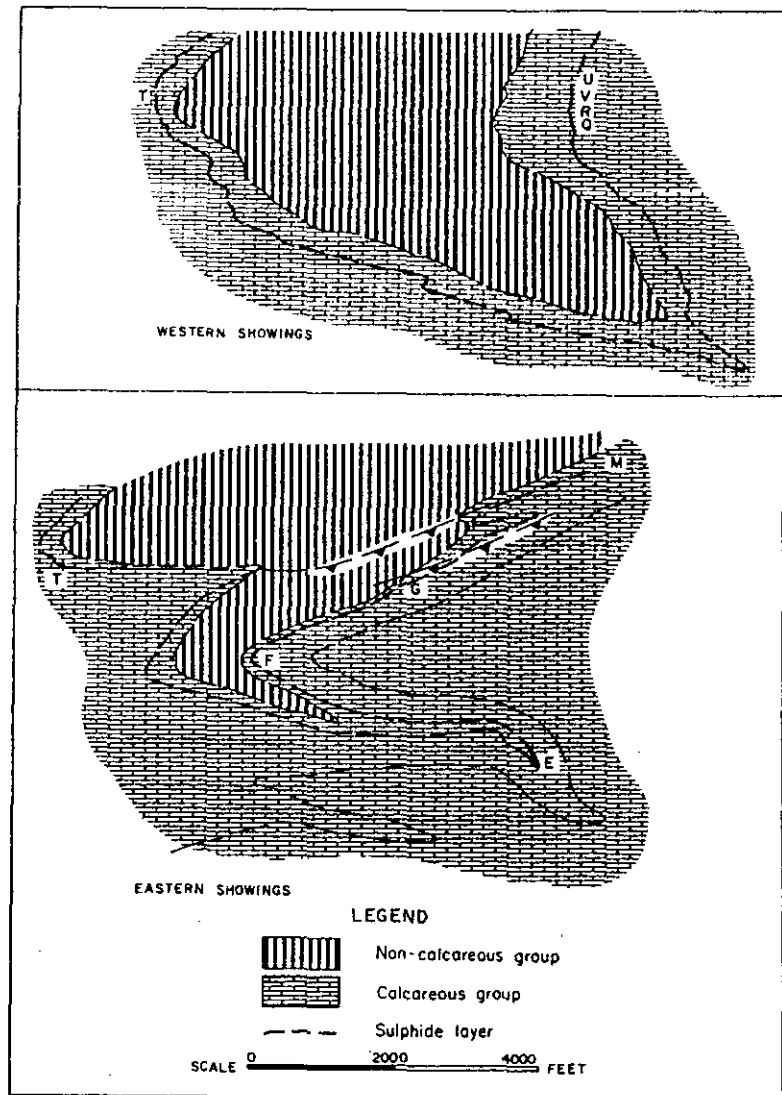 T
U
V
R
Q
WESTERN SHOWINGS
M
T
G
F
E
EASTERN SHOWINGS
LEGEND
Non-calcareous group
Calcareous group
Sulphide layer
SCALE 0 2000 4000 FEET